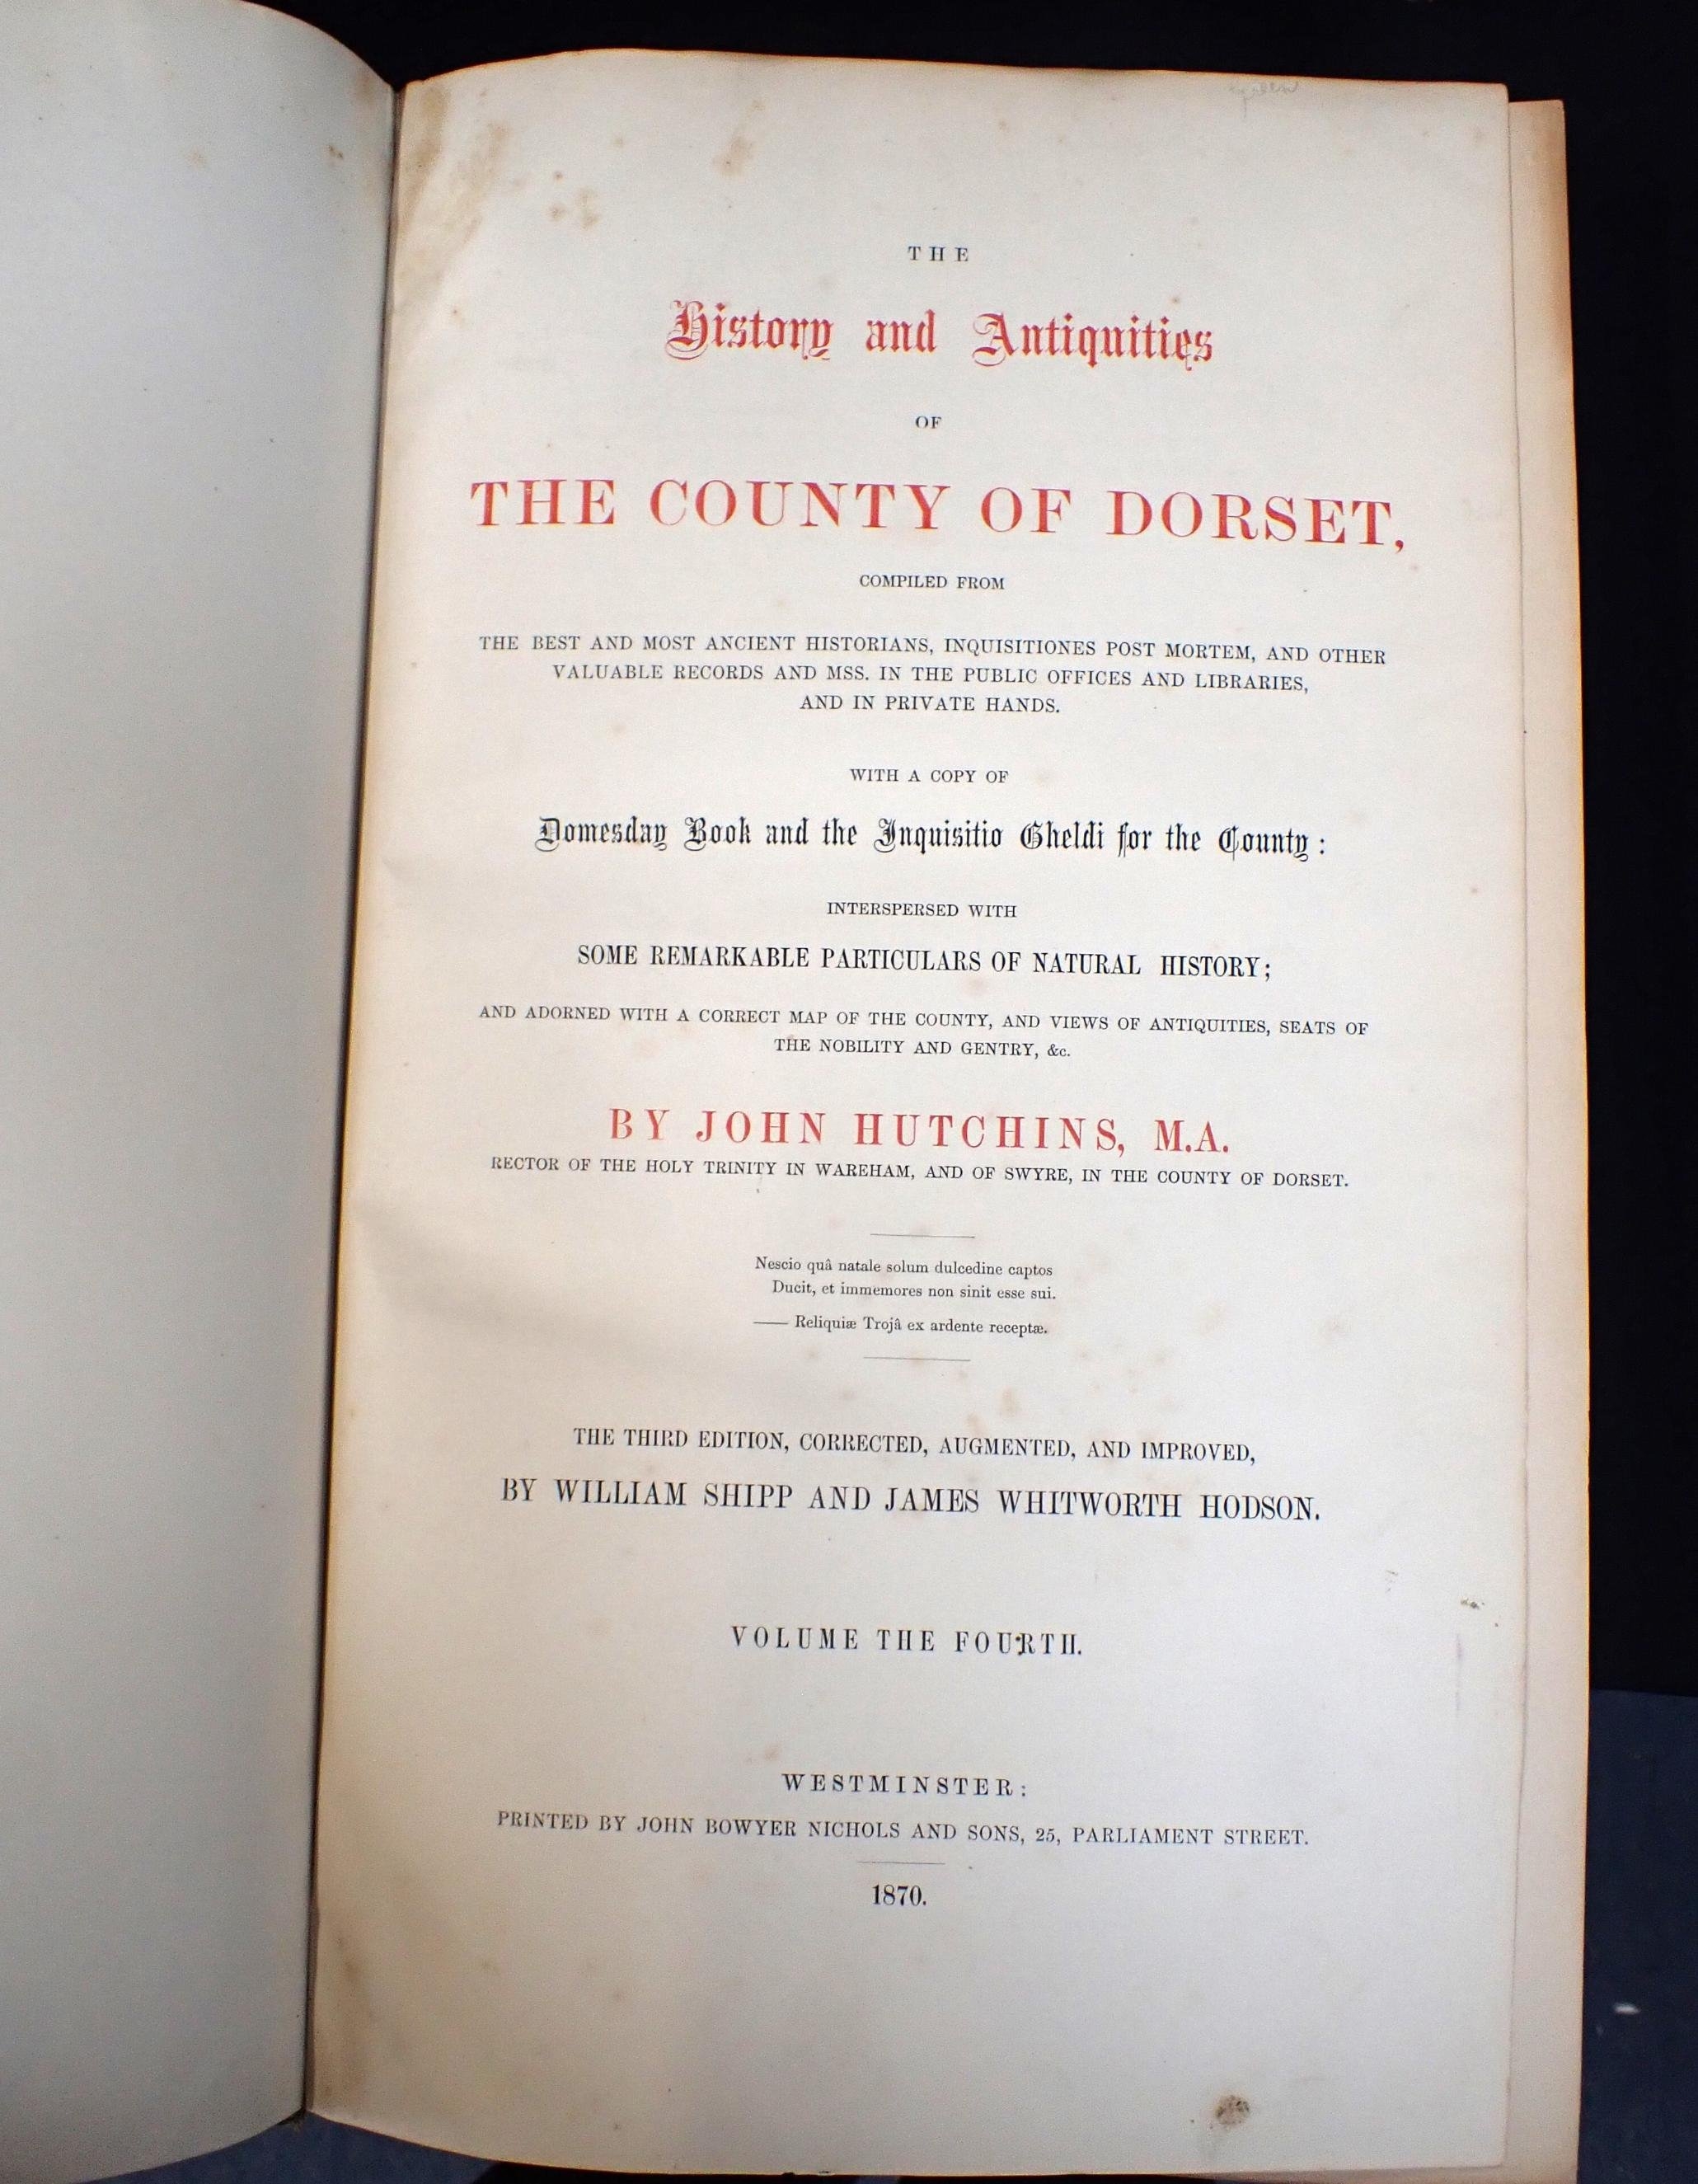 THE
History and Antiquities
OF
THE COUNTY OF DORSET,
COMPILED FROM
THE BEST AND MOST ANCIENT HISTORIANS, INQUISITIONES POST MORTEM, AND OTHER
VALUABLE RECORDS AND MSS. IN THE PUBLIC OFFICES AND LIBRARIES,
AND IN PRIVATE HANDS.
WITH A COPY OF
Domesday Book and the Inquisitio Gheldi for the County:
INTERSPERSED WITH
SOME REMARKABLE PARTICULARS OF NATURAL HISTORY;
AND ADORNED WITH A CORRECT MAP OF THE COUNTY, AND VIEWS OF ANTIQUITIES, SEATS OF
THE NOBILITY AND GENTRY, &c.
BY JOHN HUTCHINS, M.A.
RECTOR OF THE HOLY TRINITY IN WAREHAM, AND OF SWYRE, IN THE COUNTY OF DORSET.
Nescio quâ natale solum dulcedine captos
Ducit, et immemores non sinit esse sui.
—— Reliquiæ Trojâ ex ardente receptæ.
THE THIRD EDITION, CORRECTED, AUGMENTED, AND IMPROVED,
BY WILLIAM SHIPP AND JAMES WHITWORTH HODSON.
VOLUME THE FOURTH.
WESTMINSTER:
PRINTED BY JOHN BOWYER NICHOLS AND SONS, 25, PARLIAMENT STREET.
1870.